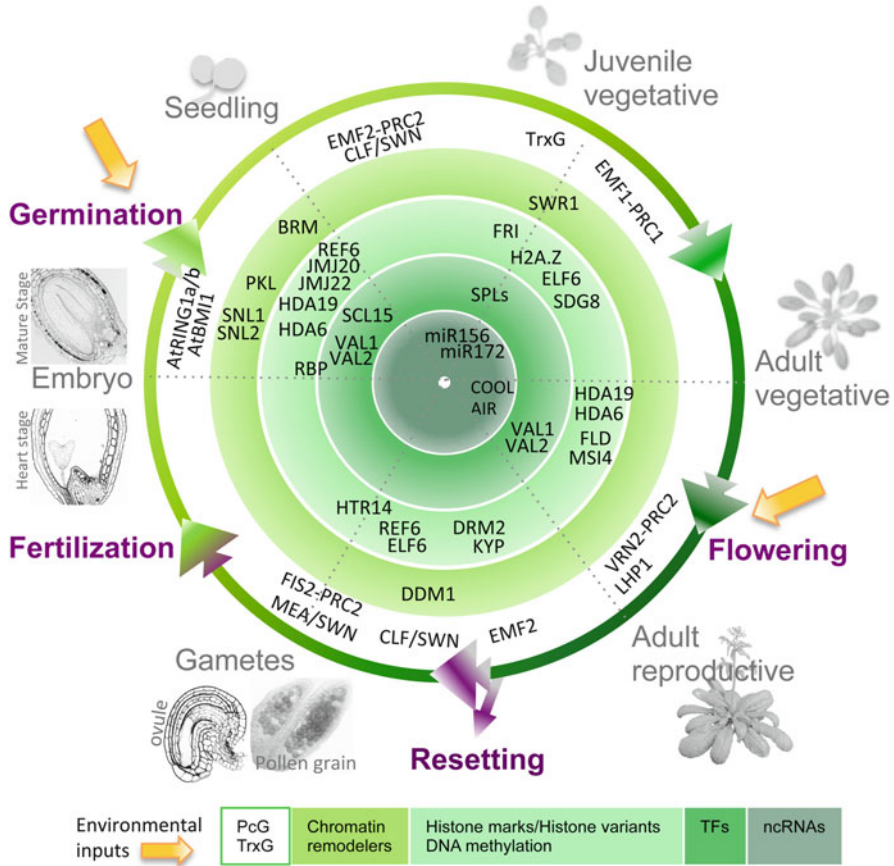 Seedling
Juvenile
vegetative
EMF2-PRC2
CLF/SWN
TrxG
EMF1-PRC1
Germination
BRM
SWR1
FRI
REF6
JMJ20
JMJ22
H2A.Z
ELF6
SDG8
PKL
HDA19
HDA6
SNL1
SNL2
SCL15
SPLs
AtRING1a/b
AtBMI1
VAL1
VAL2
RBP
miR156
miR172
Mature Stage
Embryo
Heart stage
COOL
AIR
Adult
vegetative
HDA19
HDA6
FLD
MSI4
VAL1
VAL2
HTR14
REF6
ELF6
DRM2
KYP
Fertilization
VRN2-PRC2
LHP1
Flowering
FIS2-PRC2
MEA/SWN
DDM1
CLF/SWN
EMF2
Gametes
Adult
reproductive
ovule
Pollen grain
Resetting
Environmental
inputs
PcG
TrxG
Chromatin
remodelers
Histone marks/Histone variants
DNA methylation
TFs
ncRNAs